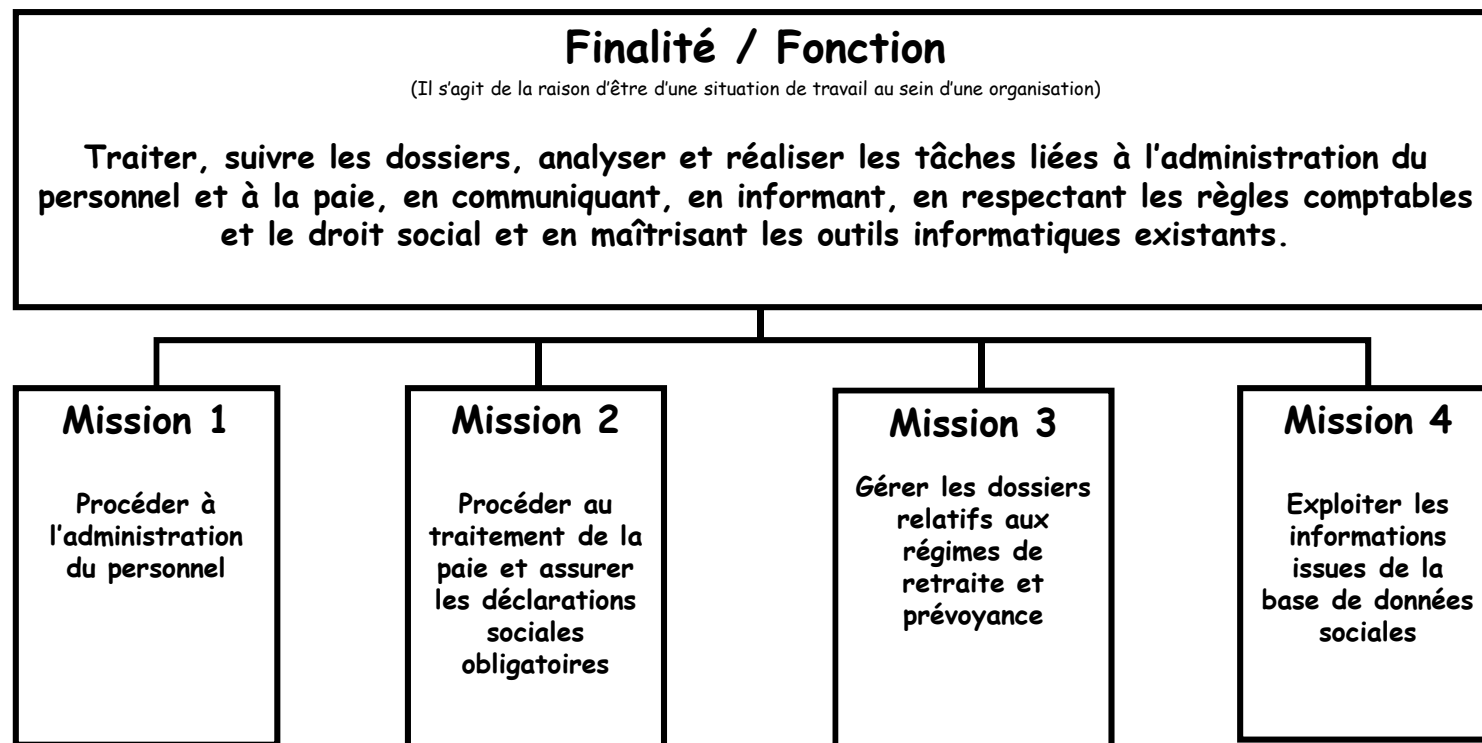 Finalité / Fonction
(Il s'agit de la raison d'être d'une situation de travail au sein d'une organisation)
Traiter, suivre les dossiers, analyser et réaliser les tâches liées à l'administration du
personnel et à la paie, en communiquant, en informant, en respectant les règles comptables
et le droit social et en maîtrisant les outils informatiques existants.
Mission 1
Procéder à
l'administration
du personnel
Mission 2
Procéder au
traitement de la
paie et assurer
les déclarations
sociales
obligatoires
Mission 3
Gérer les dossiers
relatifs aux
régimes de
retraite et
prévoyance
Mission 4
Exploiter les
informations
issues de la
base de données
sociales